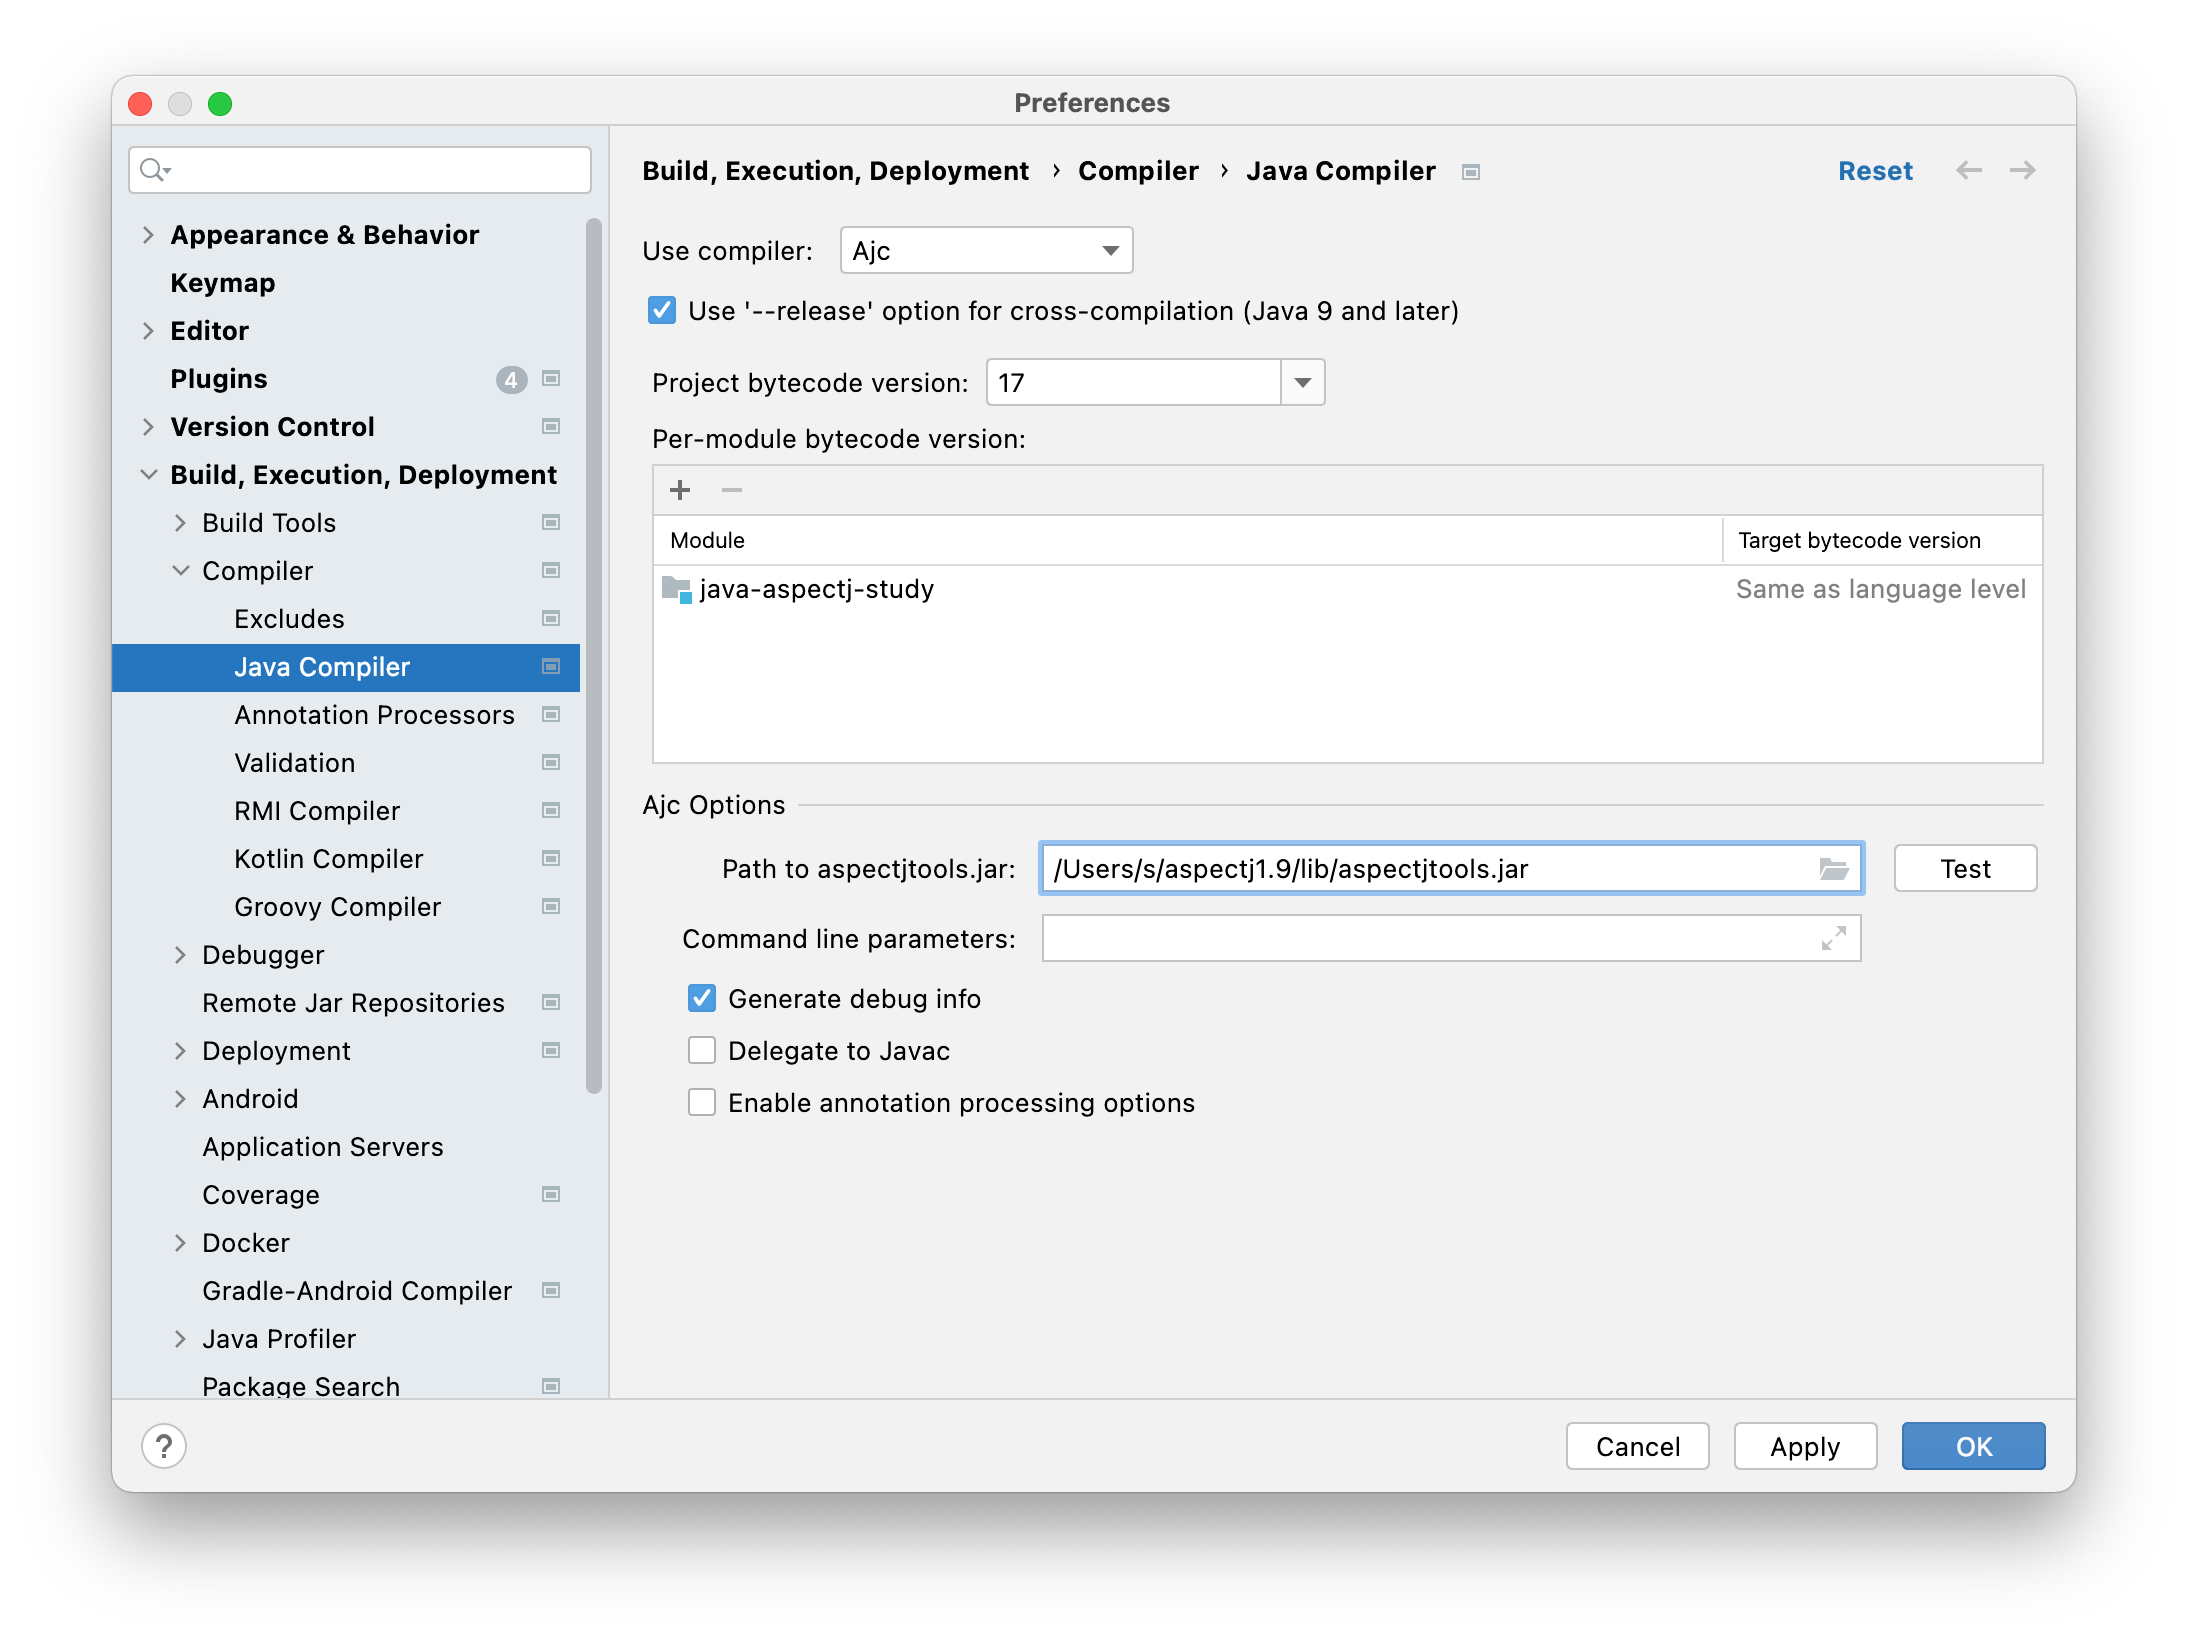 Preferences
Appearance & Behavior
Keymap
Editor
Plugins 4
Version Control
Build, Execution, Deployment
Build Tools
Compiler
Excludes
Java Compiler
Annotation Processors
Validation
RMI Compiler
Kotlin Compiler
Groovy Compiler
Debugger
Remote Jar Repositories
Deployment
Android
Application Servers
Coverage
Docker
Gradle-Android Compiler
Java Profiler
Package Search
Build, Execution, Deployment › Compiler › Java Compiler Reset
Use compiler: Ajc
Use '--release' option for cross-compilation (Java 9 and later)
Project bytecode version: 17
Per-module bytecode version:
Module Target bytecode version
java-aspectj-study Same as language level
Ajc Options
Path to aspectjtools.jar: /Users/s/aspectj1.9/lib/aspectjtools.jar Test
Command line parameters:
Generate debug info
Delegate to Javac
Enable annotation processing options
? Cancel Apply OK